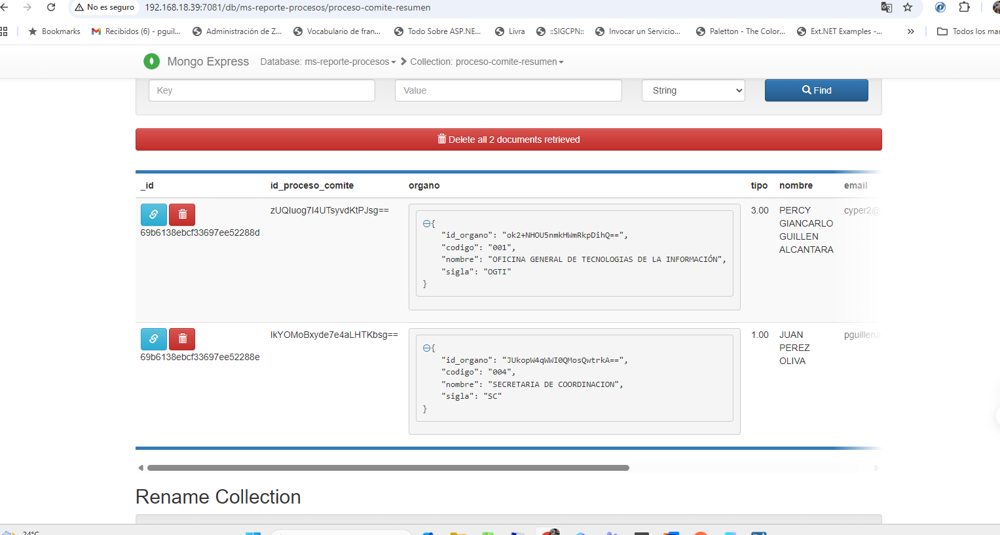 No es seguro
192.168.18.39:7081/db/ms-reporte-procesos/proceso-comite-resumen
Bookmarks
Recibidos (6) - pguil...
Administración de Z...
Vocabulario de fran...
Todo Sobre ASP.NE...
Livra
::SIGCPN::
Invocar un Servicio...
Paletton - The Color...
Ext.NET Examples -...
»
Todos los mar
Mongo Express
Database: ms-reporte-procesos
Collection: proceso-comite-resumen
Key
Value
String
Find
Delete all 2 documents retrieved
_id
id_proceso_comite
organo
tipo
nombre
email
69b6138ebcf33697ee52288d
zUQIuog7I4UTsyvdKtPJsg==
{
"id_organo": "ok2+NHOU5nmkHWmRkpDihQ==",
"codigo": "001",
"nombre": "OFICINA GENERAL DE TECNOLOGIAS DE LA INFORMACIÓN",
"sigla": "OGTI"
}
3.00
PERCY
GIANCARLO
GUILLEN
ALCANTARA
cyper2@
69b6138ebcf33697ee52288e
IkYOMoBxyde7e4aLHTKbsg==
{
"id_organo": "JUkopW4qWWI0QMosQwtrkA==",
"codigo": "004",
"nombre": "SECRETARIA DE COORDINACION",
"sigla": "SC"
}
1.00
JUAN
PEREZ
OLIVA
pguillena
Rename Collection
24°C